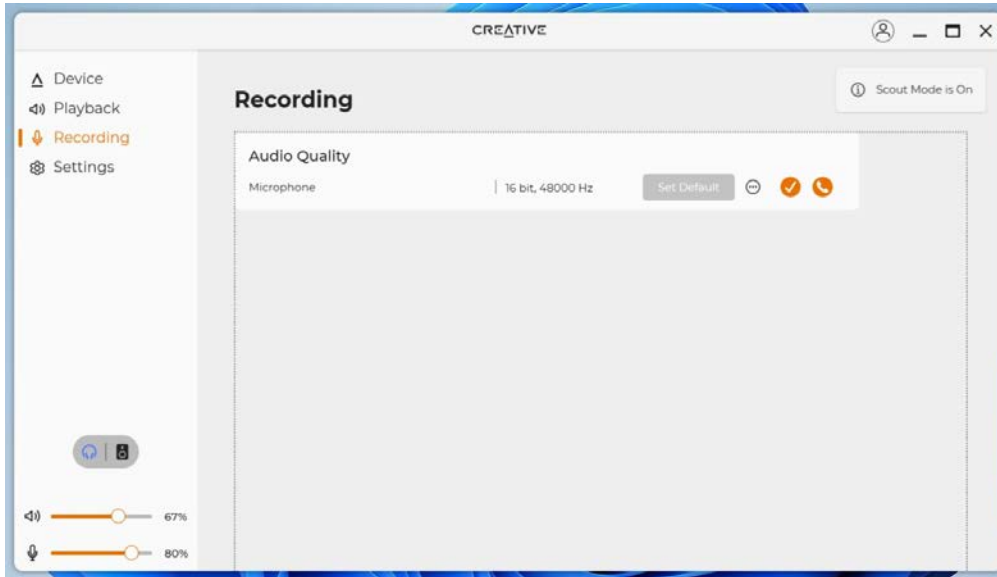 CREATIVE
Device
Playback
Recording
Settings
Recording
Scout Mode is On
Audio Quality
Microphone
16 bit, 48000 Hz
Set Default
67%
80%